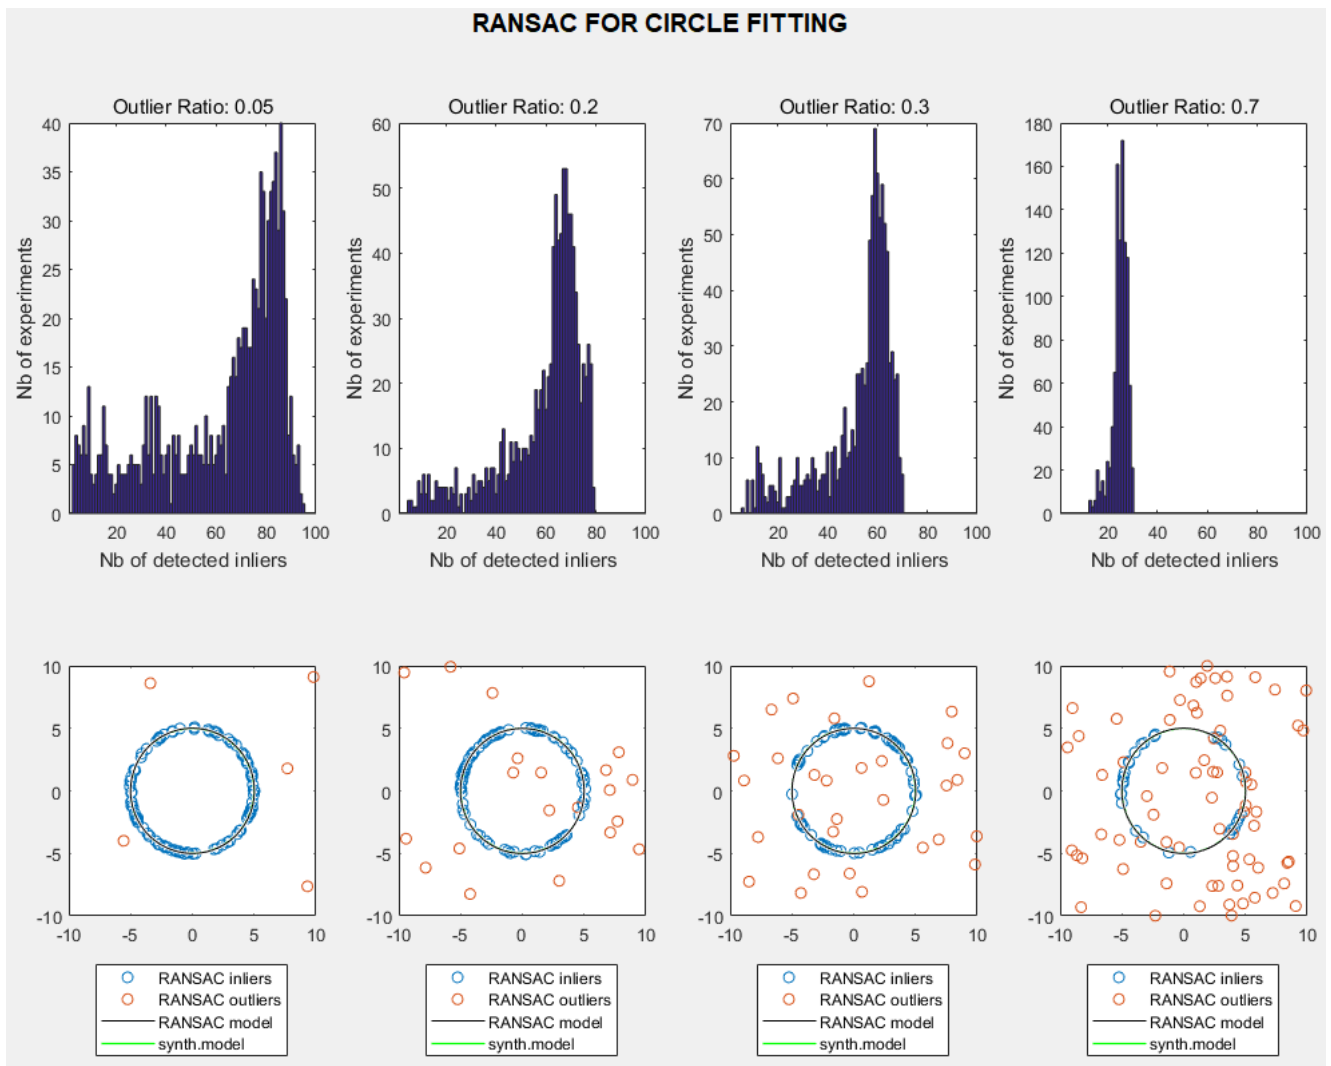 RANSAC FOR CIRCLE FITTING
Outlier Ratio: 0.05
40
35
30
25
20
15
10
5
0
20 40 60 80 100
Nb of experiments
Nb of detected inliers
Outlier Ratio: 0.2
60
50
40
30
20
10
0
20 40 60 80 100
Nb of experiments
Nb of detected inliers
Outlier Ratio: 0.3
70
60
50
40
30
20
10
0
20 40 60 80 100
Nb of experiments
Nb of detected inliers
Outlier Ratio: 0.7
180
160
140
120
100
80
60
40
20
0
20 40 60 80 100
Nb of experiments
Nb of detected inliers
10
5
0
-5
-10
-10 -5 0 5 10
RANSAC inliers
RANSAC outliers
RANSAC model
synth.model
10
5
0
-5
-10
-10 -5 0 5 10
RANSAC inliers
RANSAC outliers
RANSAC model
synth.model
10
5
0
-5
-10
-10 -5 0 5 10
RANSAC inliers
RANSAC outliers
RANSAC model
synth.model
10
5
0
-5
-10
-10 -5 0 5 10
RANSAC inliers
RANSAC outliers
RANSAC model
synth.model